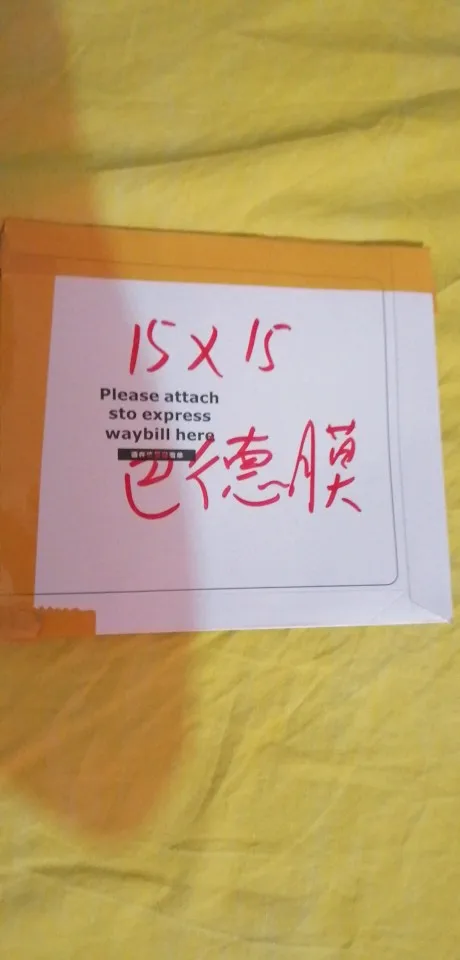 15 X 15
Please attach
sto express
waybill here
巴德膜